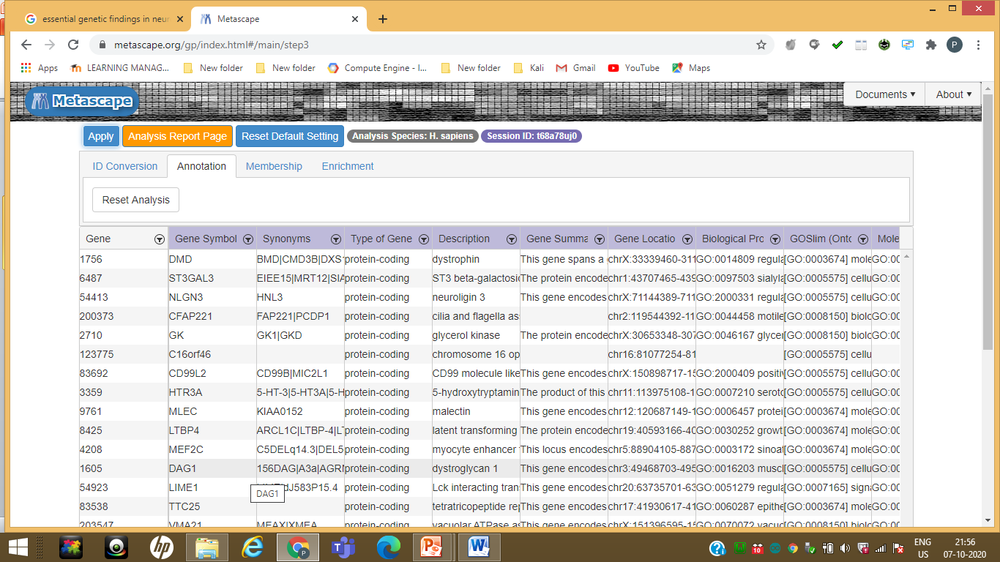 essential genetic findings in neur
Metascape
metascape.org/gp/index.html#/main/step3
P
Apps LEARNING MANAG... New folder New folder Compute Engine - I... New folder Kali Gmail YouTube Maps
Metascape
Documents ▾ About ▾
Apply Analysis Report Page Reset Default Setting Analysis Species: H. sapiens Session ID: t68a78uj0
ID Conversion Annotation Membership Enrichment
Reset Analysis
Gene Gene Symbol Synonyms Type of Gene Description Gene Summa Gene Locatio Biological Pro GOSlim (Onto Mole
1756 DMD BMD|CMD3B|DXS protein-coding dystrophin This gene spans a chrX:33339460-311 GO:0014809 regula [GO:0003674] mole GO:00
6487 ST3GAL3 EIEE15|MRT12|SIA protein-coding ST3 beta-galactosi The protein encode chr1:43707465-439 GO:0097503 sialyla [GO:0005575] cellu GO:00
54413 NLGN3 HNL3 protein-coding neuroligin 3 This gene encodes chrX:71144389-711 GO:2000331 regula [GO:0005575] cellu GO:00
200373 CFAP221 FAP221|PCDP1 protein-coding cilia and flagella as chr2:119544392-11 GO:0044458 motile [GO:0008150] biolo GO:00
2710 GK GK1|GKD protein-coding glycerol kinase The protein encode chrX:30653348-307 GO:0046167 glycer [GO:0008150] biolo GO:00
123775 C16orf46 protein-coding chromosome 16 op chr16:81077254-81 [GO:0005575] cellu
83692 CD99L2 CD99B|MIC2L1 protein-coding CD99 molecule like This gene encodes chrX:150898717-15 GO:2000409 positiv [GO:0005575] cellu GO:00
3359 HTR3A 5-HT-3|5-HT3A|5-H protein-coding 5-hydroxytryptamin The product of this chr11:113975108-1 GO:0007210 seroto [GO:0005575] cellu GO:00
9761 MLEC KIAA0152 protein-coding malectin This gene encodes chr12:120687149-1 GO:0006457 protei [GO:0003674] mole GO:00
8425 LTBP4 ARCL1C|LTBP-4|LT protein-coding latent transforming The protein encode chr19:40593166-40 GO:0030252 growt [GO:0003674] mole GO:00
4208 MEF2C C5DELq14.3|DEL5 protein-coding myocyte enhancer This locus encodes chr5:88904105-887 GO:0003172 sinoat [GO:0003674] mole GO:00
1605 DAG1 156DAG|A3a|AGRN protein-coding dystroglycan 1 This gene encodes chr3:49468703-495 GO:0016203 muscl [GO:0005575] cellu GO:00
54923 LIME1 dJ583P15.4 protein-coding Lck interacting tran This gene encodes chr20:63735701-63 GO:0051279 regula [GO:0007165] signa GO:00
DAG1
83538 TTC25 protein-coding tetratricopeptide rep chr17:41930617-41 GO:0060287 epithe [GO:0003674] mole GO:00
203547 VMA21 MEAX|XMEA protein-coding vacuolar ATPase as This gene encodes chrX:151396595-15 GO:0070072 vacuo [GO:0008150] biolo GO:00
ENG 21:56
US 07-10-2020